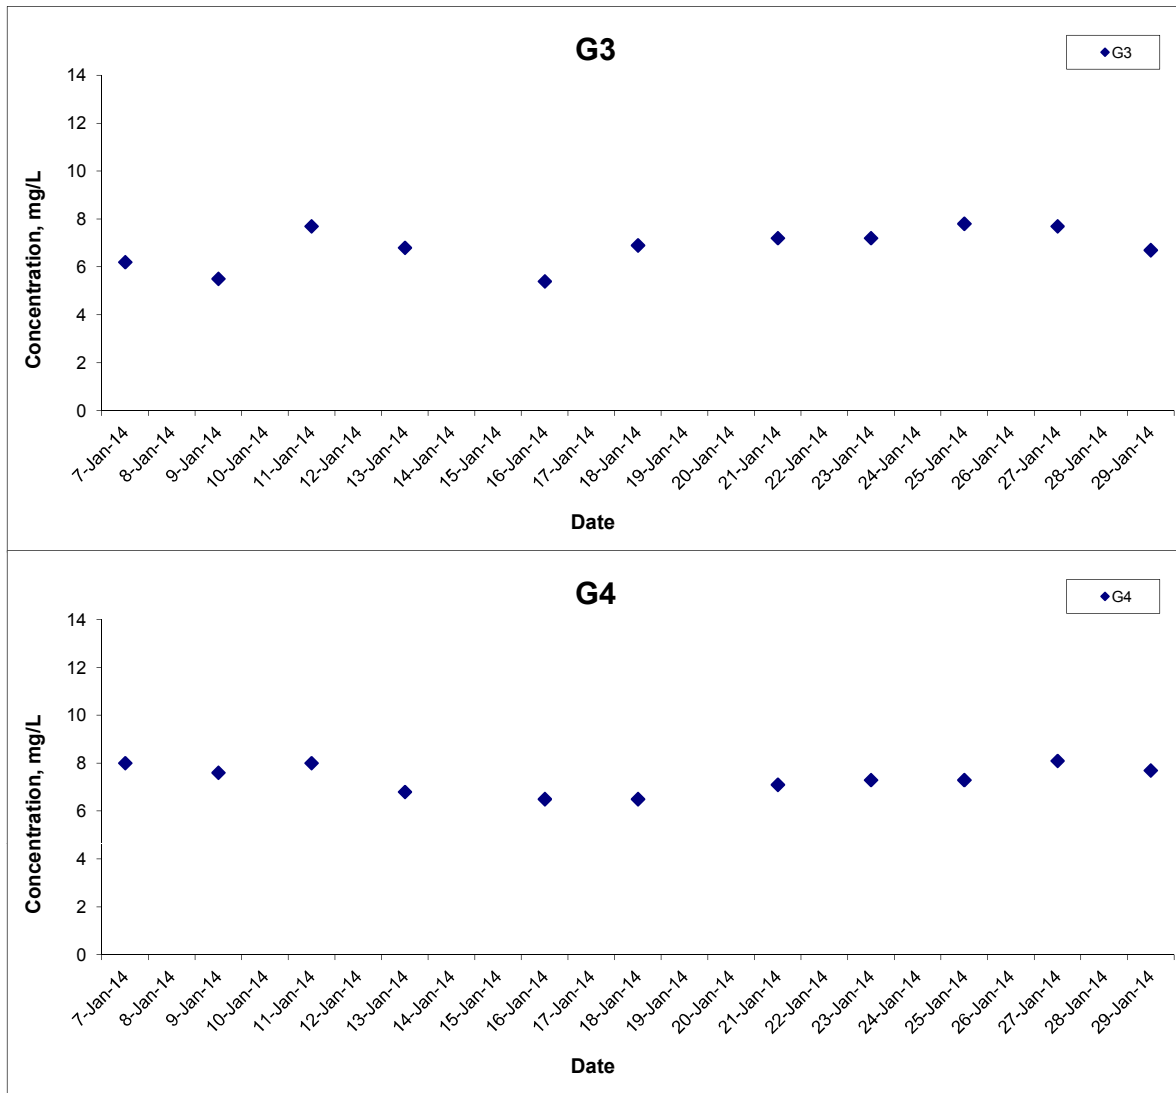 G3
G3
14
12
10
8
6
4
2
0
Concentration, mg/L
7-Jan-14
8-Jan-14
9-Jan-14
10-Jan-14
11-Jan-14
12-Jan-14
13-Jan-14
14-Jan-14
15-Jan-14
16-Jan-14
17-Jan-14
18-Jan-14
19-Jan-14
20-Jan-14
21-Jan-14
22-Jan-14
23-Jan-14
24-Jan-14
25-Jan-14
26-Jan-14
27-Jan-14
28-Jan-14
29-Jan-14
Date
G4
G4
14
12
10
8
6
4
2
0
Concentration, mg/L
7-Jan-14
8-Jan-14
9-Jan-14
10-Jan-14
11-Jan-14
12-Jan-14
13-Jan-14
14-Jan-14
15-Jan-14
16-Jan-14
17-Jan-14
18-Jan-14
19-Jan-14
20-Jan-14
21-Jan-14
22-Jan-14
23-Jan-14
24-Jan-14
25-Jan-14
26-Jan-14
27-Jan-14
28-Jan-14
29-Jan-14
Date